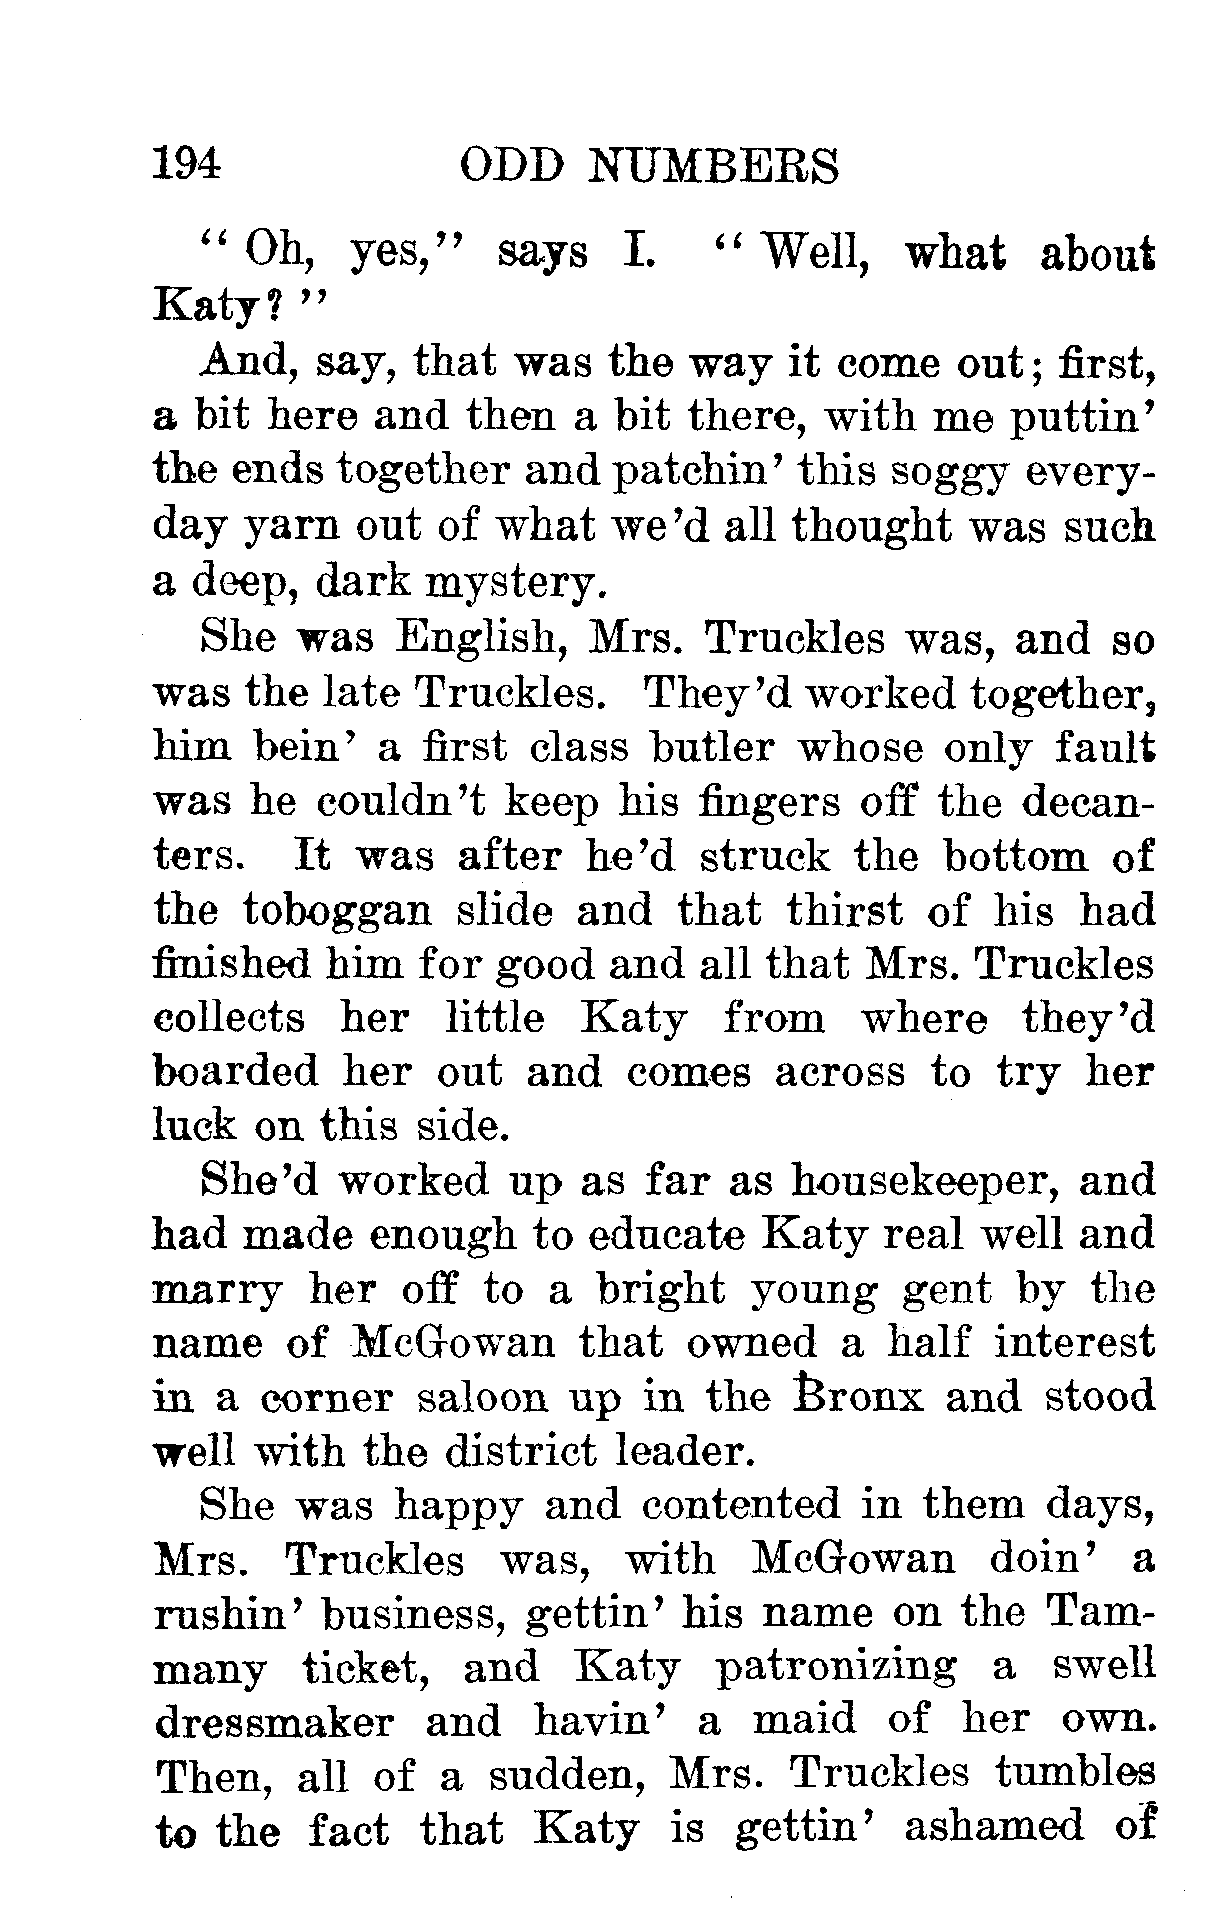 194 ODD NUMBERS
“ Oh, yes,” says I. “ Well, what about
Katy? ”
And, say, that was the way it come out; first,
a bit here and then a bit there, with me puttin’
the ends together and patchin’ this soggy every-
day yarn out of what we’d all thought was such
a deep, dark mystery.
She was English, Mrs. Truckles was, and so
was the late Truckles. They’d worked together,
him bein’ a first class butler whose only fault
was he couldn’t keep his fingers off the decan-
ters. It was after he’d struck the bottom of
the toboggan slide and that thirst of his had
finished him for good and all that Mrs. Truckles
collects her little Katy from where they’d
boarded her out and comes across to try her
luck on this side.
She’d worked up as far as housekeeper, and
had made enough to educate Katy real well and
marry her off to a bright young gent by the
name of McGowan that owned a half interest
in a corner saloon up in the Bronx and stood
well with the district leader.
She was happy and contented in them days,
Mrs. Truckles was, with McGowan doin’ a
rushin’ business, gettin’ his name on the Tam-
many ticket, and Katy patronizing a swell
dressmaker and havin’ a maid of her own.
Then, all of a sudden, Mrs. Truckles tumbles
to the fact that Katy is gettin’ ashamed of